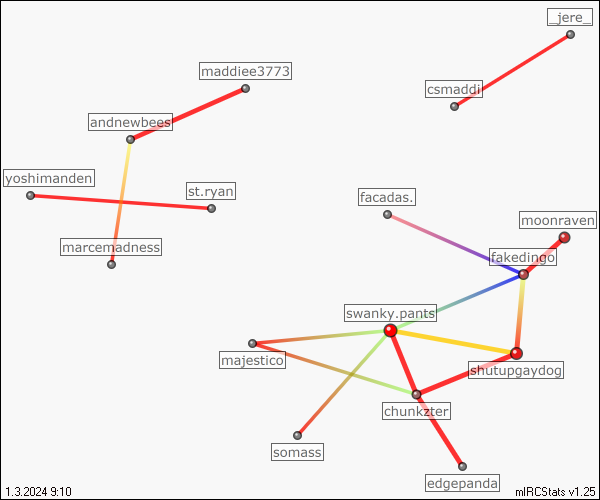 _jere_
maddiee3773
csmaddi
andnewbees
yoshimanden
st.ryan
facadas.
moonraven
marcemadness
fakedingo
swanky.pants
majestico
shutupgaydog
chunkzter
somass
edgepanda
1.3.2024 9:10
mIRCStats v1.25